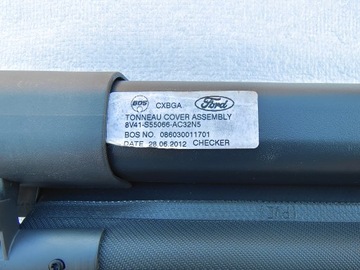 BOS CXBGA Ford
TONNEAU COVER ASSEMBLY
8V41-S55066-AC32N5
BOS NO. 086030011701
DATE 28.06.2012 CHECKER